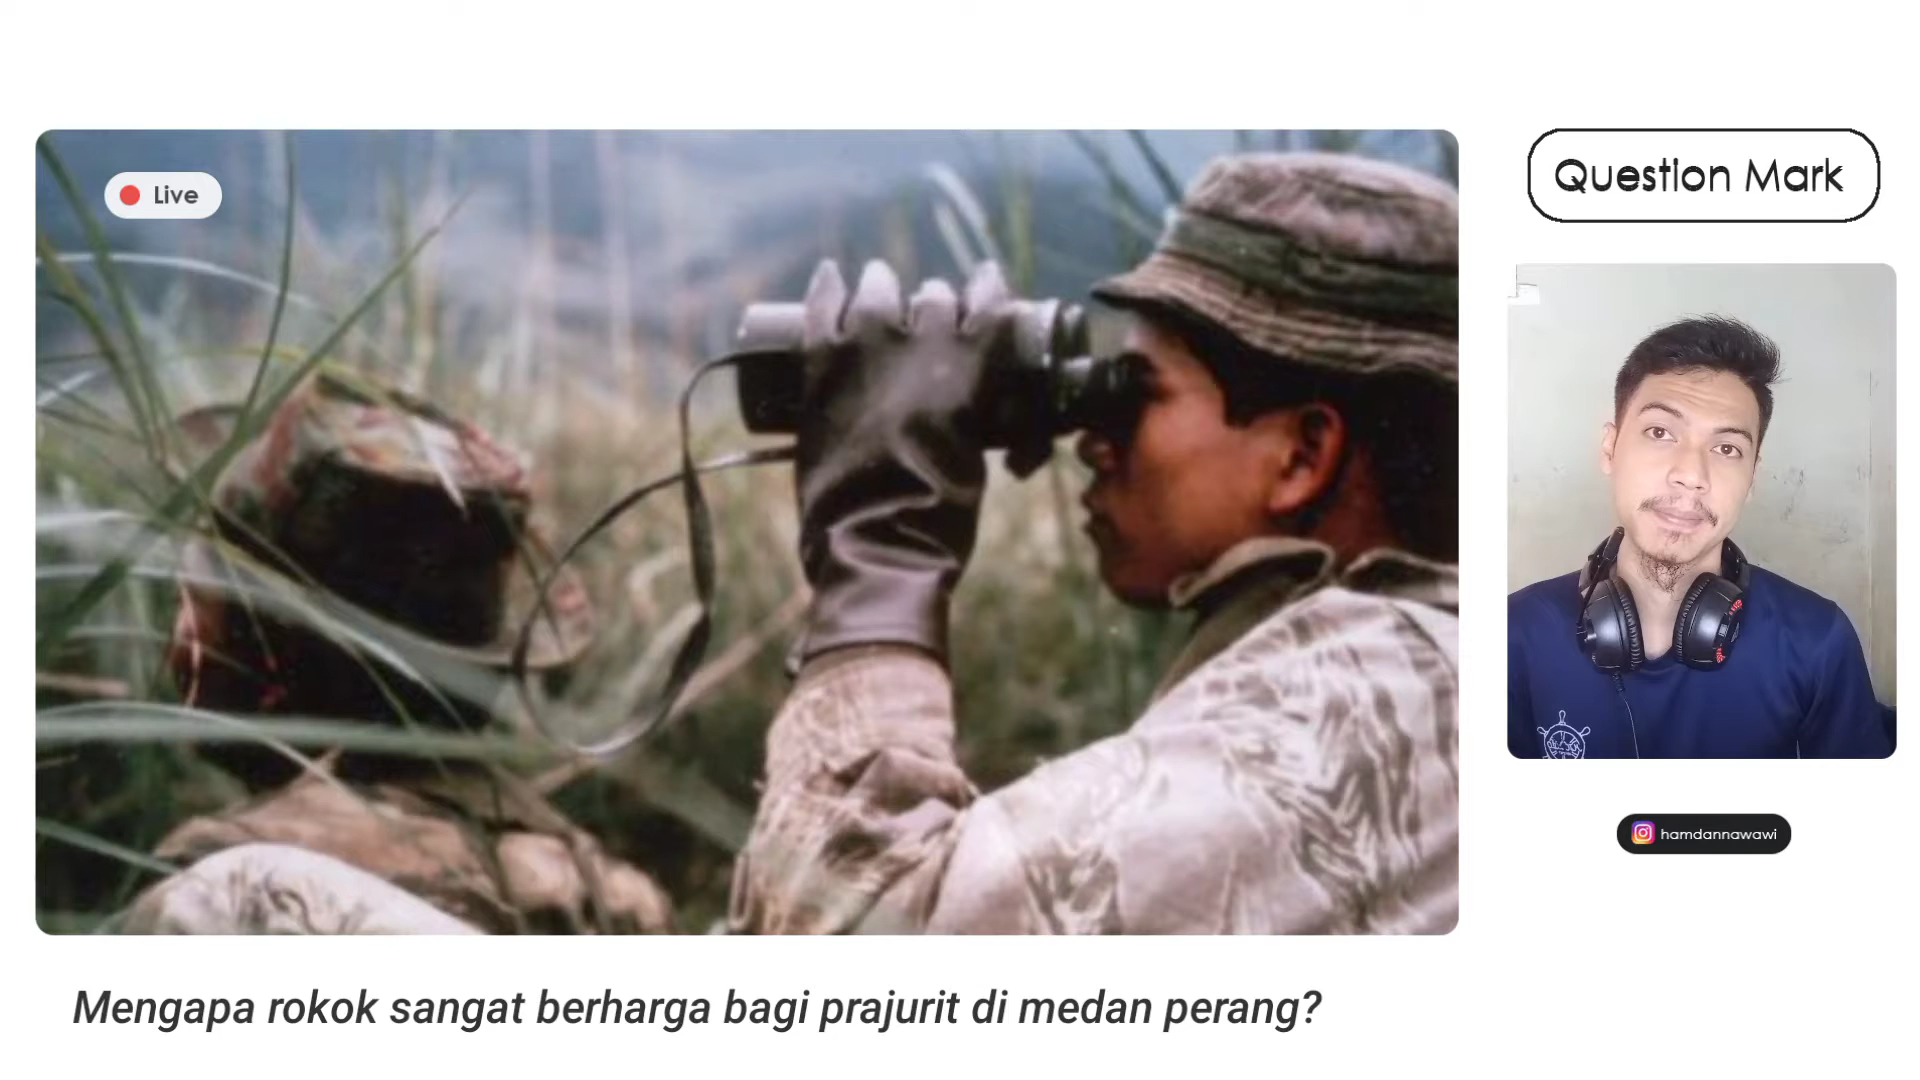 Live
Question Mark
hamdannawawi
Mengapa rokok sangat berharga bagi prajurit di medan perang?